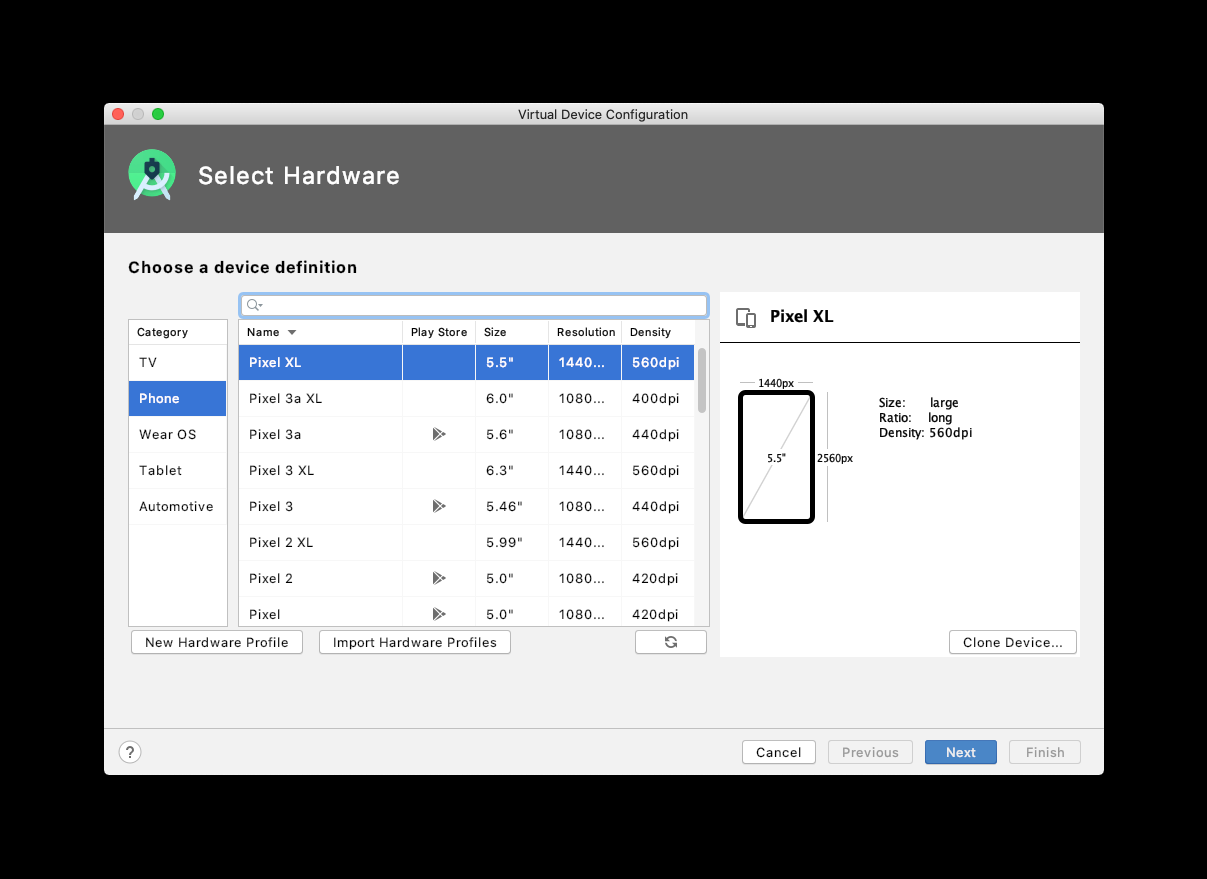 Virtual Device Configuration
Select Hardware
Choose a device definition
Category
TV
Phone
Wear OS
Tablet
Automotive
Name Play Store Size Resolution Density
Pixel XL 5.5" 1440... 560dpi
Pixel 3a XL 6.0" 1080... 400dpi
Pixel 3a 5.6" 1080... 440dpi
Pixel 3 XL 6.3" 1440... 560dpi
Pixel 3 5.46" 1080... 440dpi
Pixel 2 XL 5.99" 1440... 560dpi
Pixel 2 5.0" 1080... 420dpi
Pixel 5.0" 1080... 420dpi
New Hardware Profile Import Hardware Profiles
Pixel XL
1440px
5.5"
2560px
Size: large
Ratio: long
Density: 560dpi
Clone Device...
? Cancel Previous Next Finish